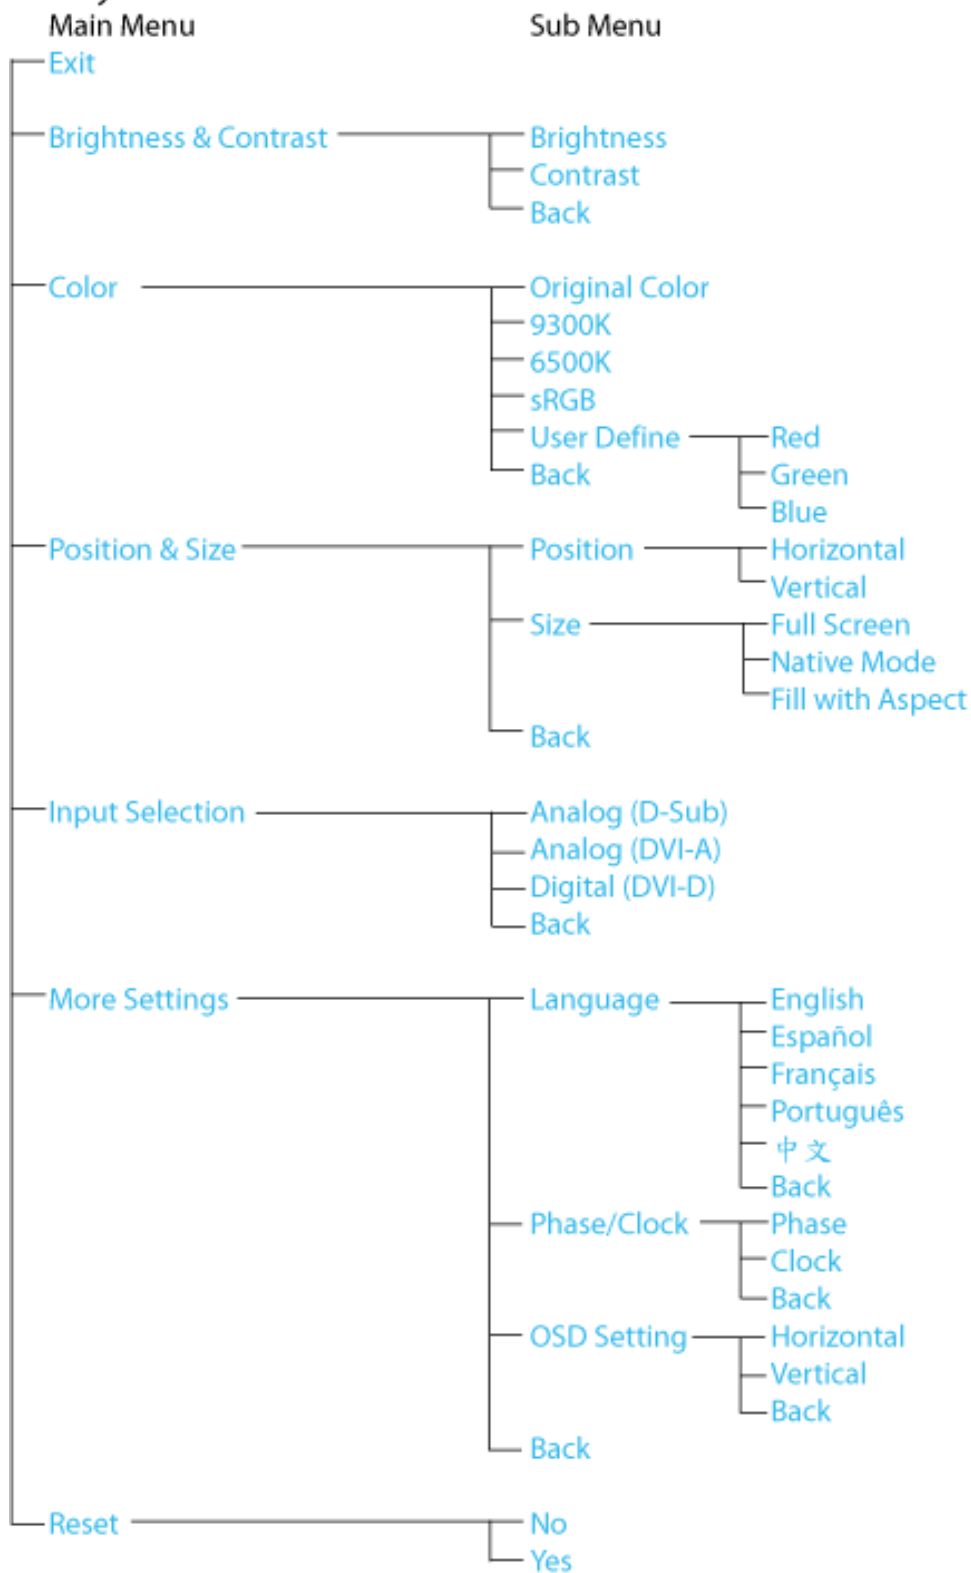 Main Menu Sub Menu
Exit
Brightness & Contrast Brightness
Contrast
Back
Color Original Color
9300K
6500K
sRGB
User Define Red
Back Green
Blue
Position & Size Position Horizontal
Vertical
Size Full Screen
Native Mode
Fill with Aspect
Back
Input Selection Analog (D-Sub)
Analog (DVI-A)
Digital (DVI-D)
Back
More Settings Language English
Español
Français
Português
中文
Back
Phase/Clock Phase
Clock
Back
OSD Setting Horizontal
Vertical
Back
Back
Reset No
Yes